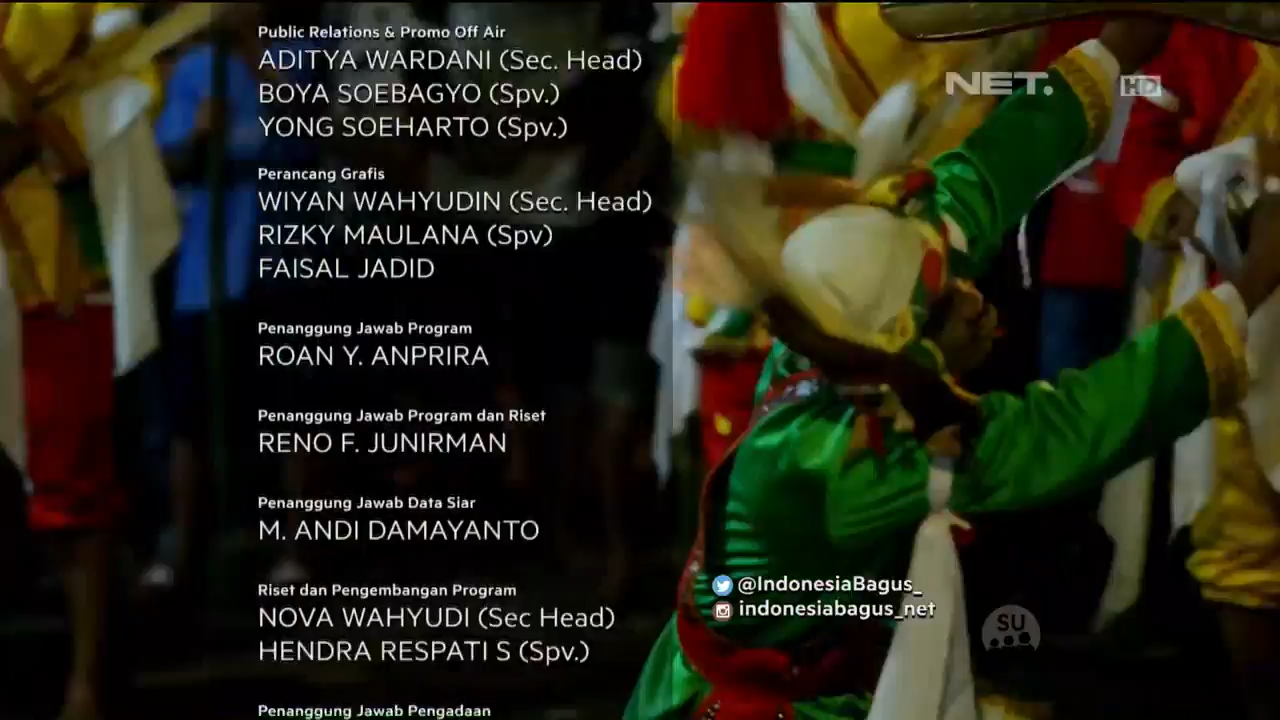 Public Relations & Promo Off Air
ADITYA WARDANI (Sec. Head)
BOYA SOEBAGYO (Spv.)
YONG SOEHARTO (Spv.)
Perancang Grafis
WIYAN WAHYUDIN (Sec. Head)
RIZKY MAULANA (Spv)
FAISAL JADID
Penanggung Jawab Program
ROAN Y. ANPRIRA
Penanggung Jawab Program dan Riset
RENO F. JUNIRMAN
Penanggung Jawab Data Siar
M. ANDI DAMAYANTO
Riset dan Pengembangan Program
NOVA WAHYUDI (Sec Head)
HENDRA RESPATI S (Spv.)
Penanggung Jawab Pengadaan
NET.
HD
@IndonesiaBagus_
indonesiabagus_net
SU